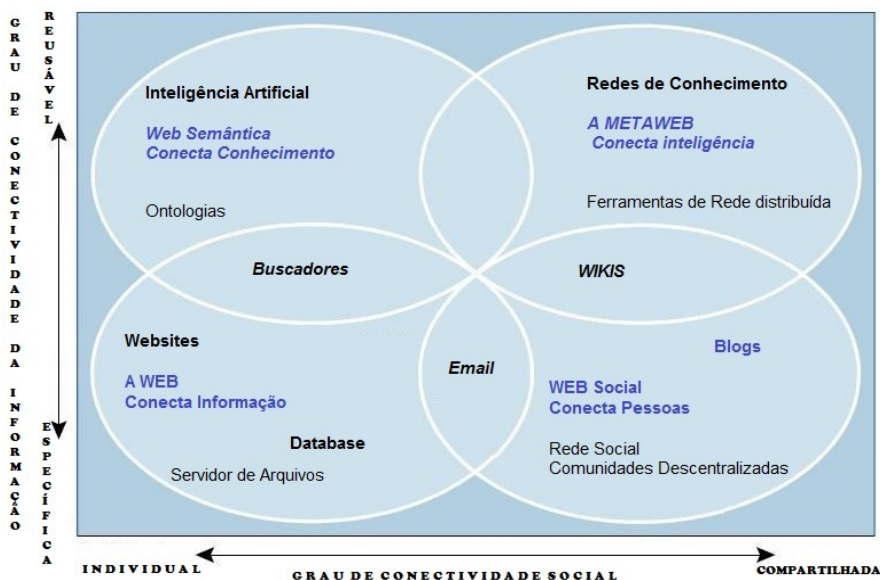 GRAU DE CONECTIVIDADE DA INFORMAÇÃO
REUSÁVEL
ESPECÍFICA
Inteligência Artificial
Web Semântica
Conecta Conhecimento
Ontologias
Redes de Conhecimento
A METAWEB
Conecta inteligência
Ferramentas de Rede distribuída
Buscadores
WIKIS
Websites
A WEB
Conecta Informação
Database
Servidor de Arquivos
Email
Blogs
WEB Social
Conecta Pessoas
Rede Social
Comunidades Descentralizadas
INDIVIDUAL
GRAU DE CONECTIVIDADE SOCIAL
COMPARTILHADA